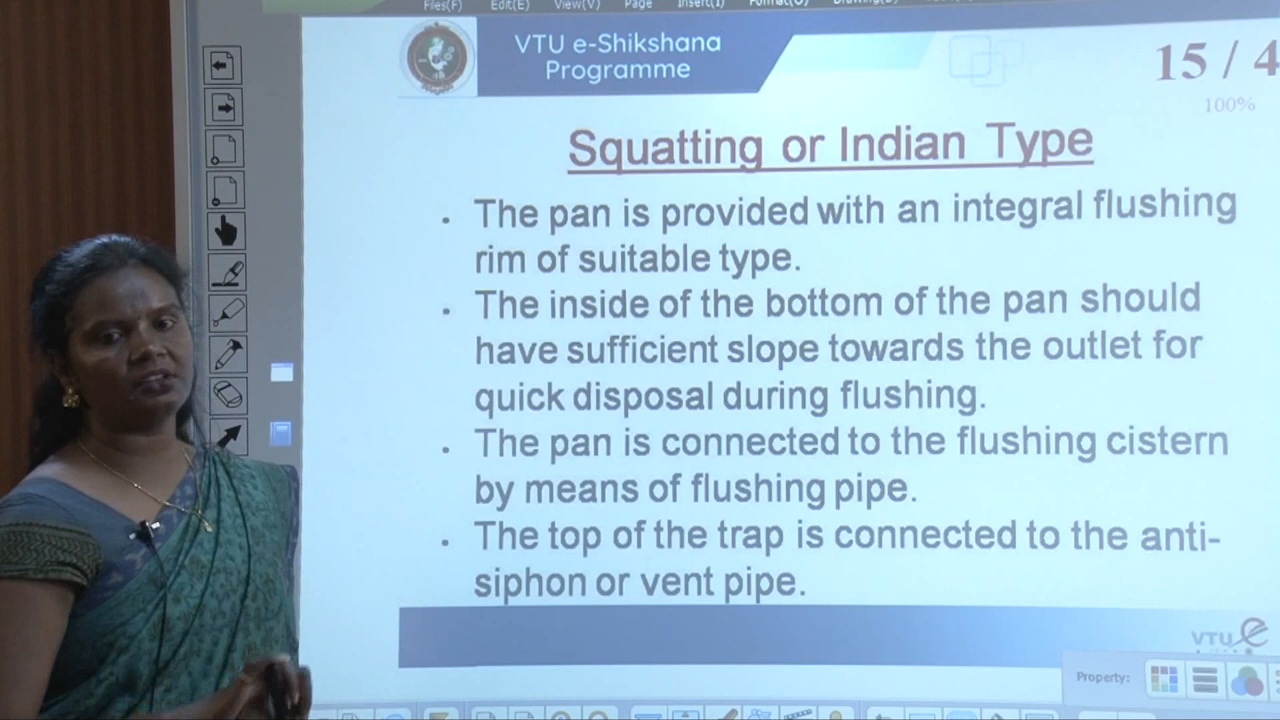 Files(F) Edit(E) View(V) Page Insert(I) Format(O)
VTU e-Shikshana
Programme
15 / 4
100%
Squatting or Indian Type
. The pan is provided with an integral flushing
rim of suitable type.
. The inside of the bottom of the pan should
have sufficient slope towards the outlet for
quick disposal during flushing.
. The pan is connected to the flushing cistern
by means of flushing pipe.
. The top of the trap is connected to the anti-
siphon or vent pipe.
VTU e
Property: